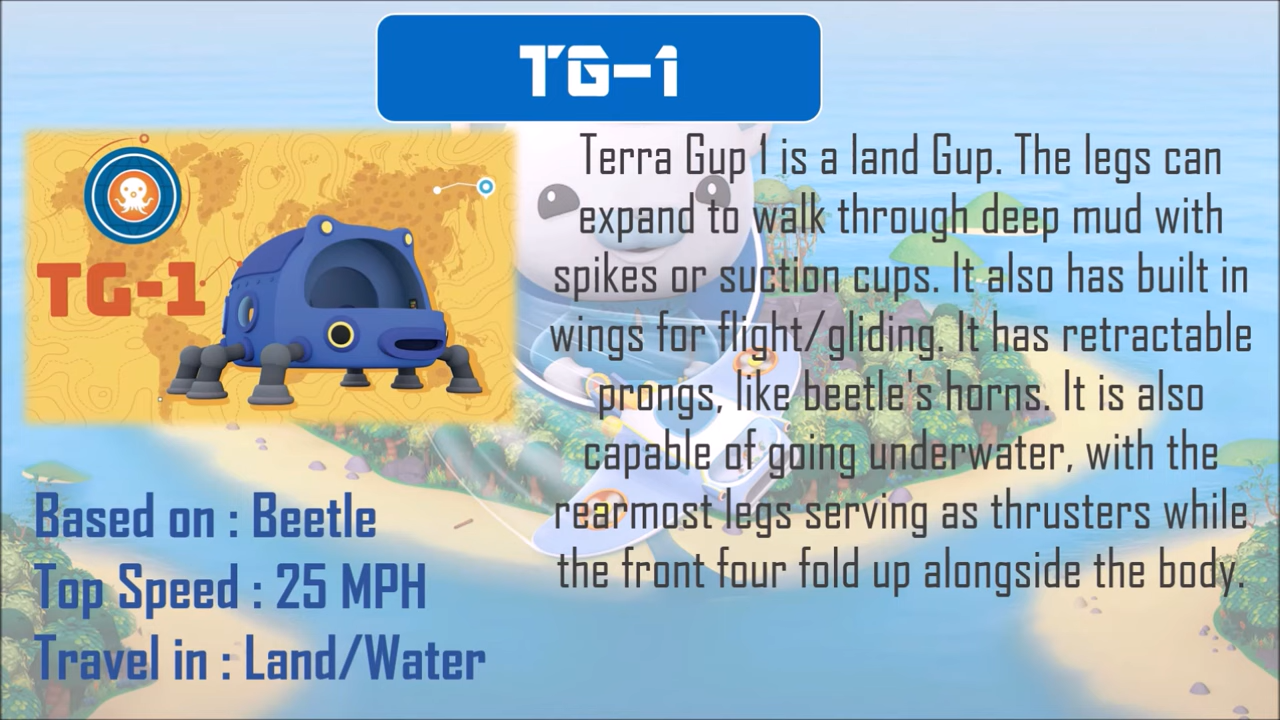 TG-1
TG-1
Terra Gup 1 is a land Gup. The legs can
expand to walk through deep mud with
spikes or suction cups. It also has built in
wings for flight/gliding. It has retractable
prongs, like beetle's horns. It is also
capable of going underwater, with the
rearmost legs serving as thrusters while
the front four fold up alongside the body.
Based on : Beetle
Top Speed : 25 MPH
Travel in : Land/Water